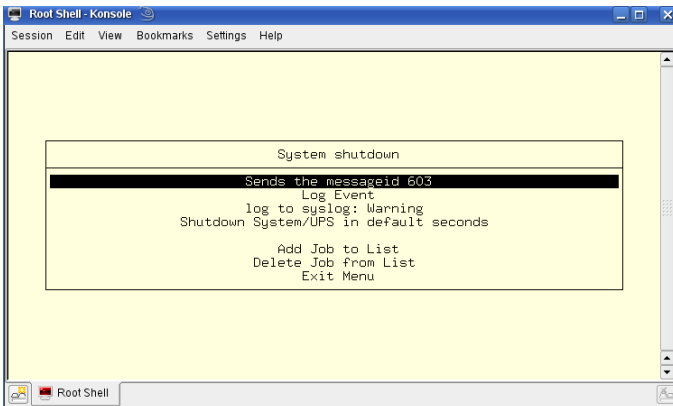 Root Shell - Konsole
Session Edit View Bookmarks Settings Help
System shutdown
Sends the messageid 603
Log Event
log to syslog: Warning
Shutdown System/UPS in default seconds
Add Job to List
Delete Job from List
Exit Menu
Root Shell